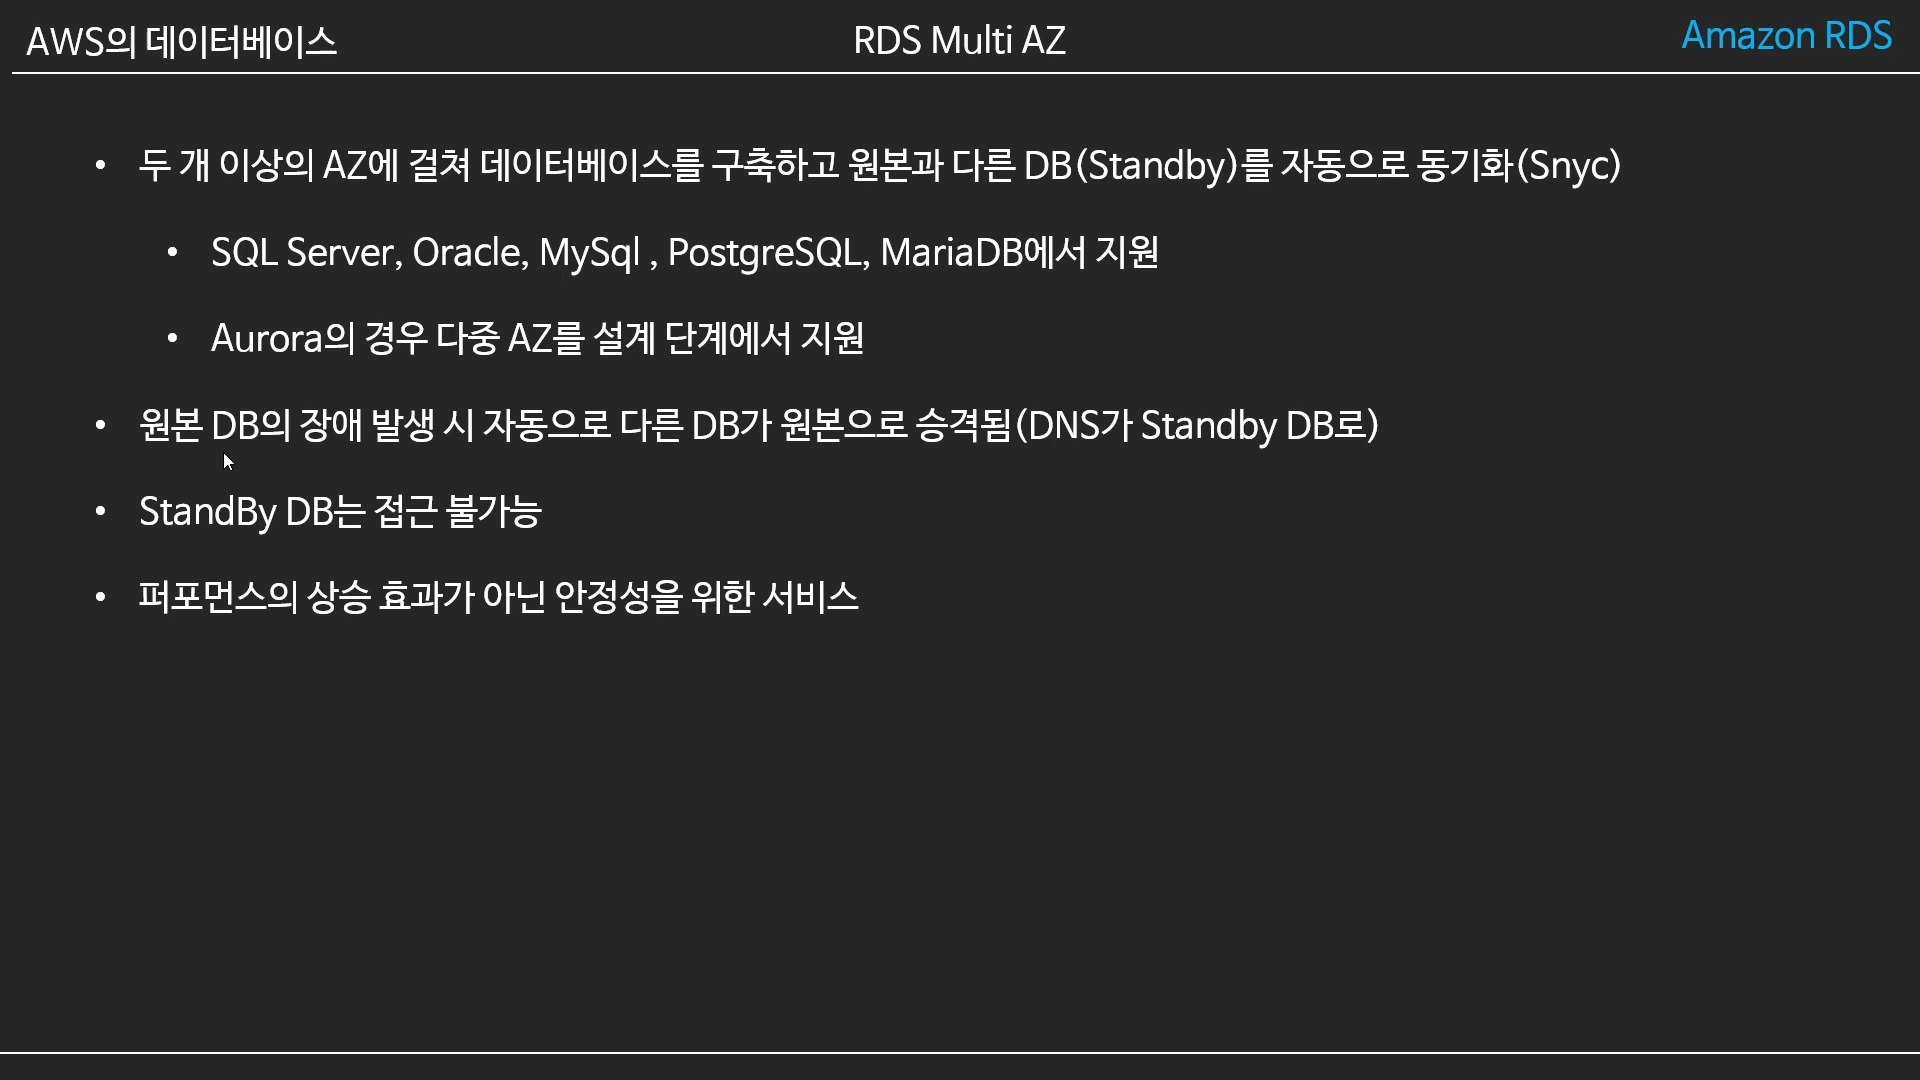 AWS의 데이터베이스
RDS Multi AZ
Amazon RDS
• 두 개 이상의 AZ에 걸쳐 데이터베이스를 구축하고 원본과 다른 DB(Standby)를 자동으로 동기화(Snyc)
• SQL Server, Oracle, MySql , PostgreSQL, MariaDB에서 지원
• Aurora의 경우 다중 AZ를 설계 단계에서 지원
• 원본 DB의 장애 발생 시 자동으로 다른 DB가 원본으로 승격됨(DNS가 Standby DB로)
• StandBy DB는 접근 불가능
• 퍼포먼스의 상승 효과가 아닌 안정성을 위한 서비스